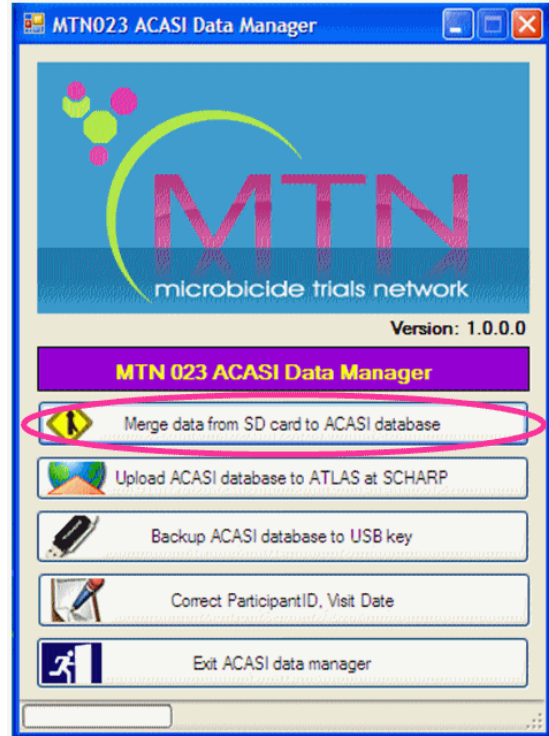 MTN023 ACASI Data Manager
MTN
microbicide trials network
Version: 1.0.0.0
MTN 023 ACASI Data Manager
Merge data from SD card to ACASI database
Upload ACASI database to ATLAS at SCHARP
Backup ACASI database to USB key
Correct ParticipantID, Visit Date
Exit ACASI data manager